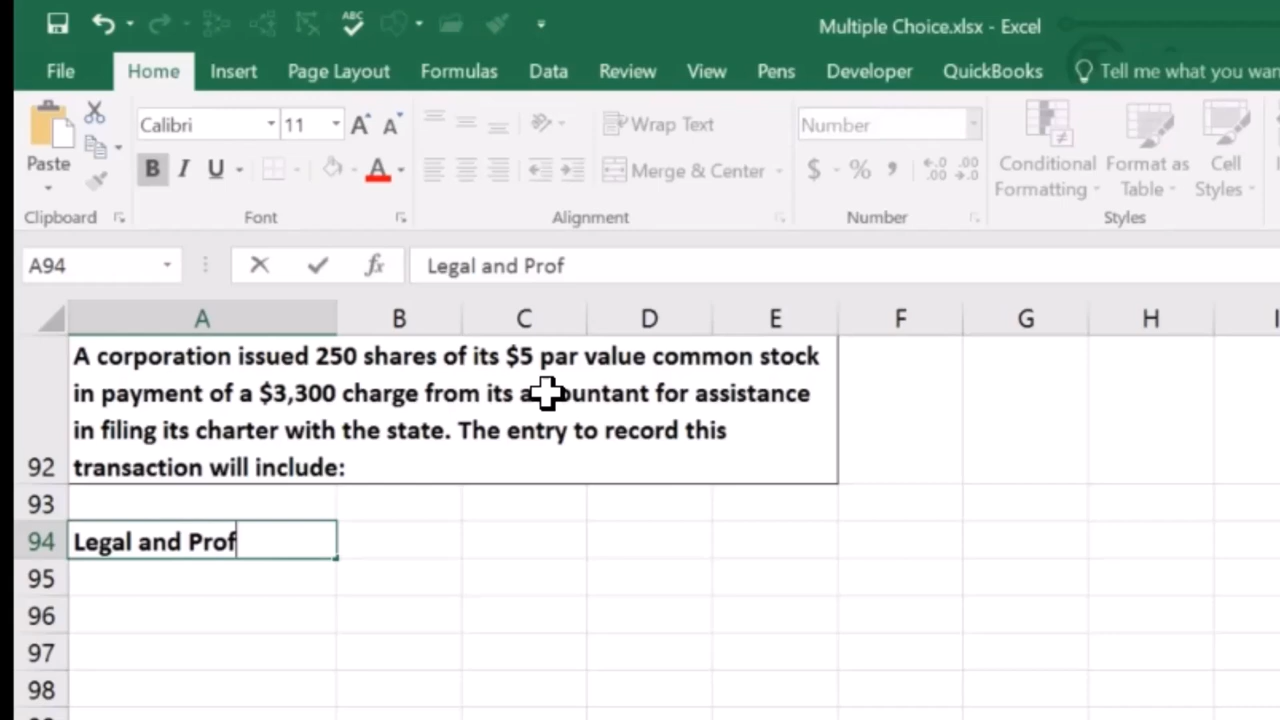 ABC
Multiple Choice.xlsx - Excel
File Home Insert Page Layout Formulas Data Review View Pens Developer QuickBooks Tell me what you wan
Calibri 11 A A Wrap Text Number
Paste B I U A Merge & Center $ % , Conditional Format as Cell
Formatting Table Styles
Clipboard Font Alignment Number Styles
A94 fx Legal and Prof
A B C D E F G H I
A corporation issued 250 shares of its $5 par value common stock
in payment of a $3,300 charge from its accountant for assistance
in filing its charter with the state. The entry to record this
92 transaction will include:
93
94 Legal and Prof
95
96
97
98